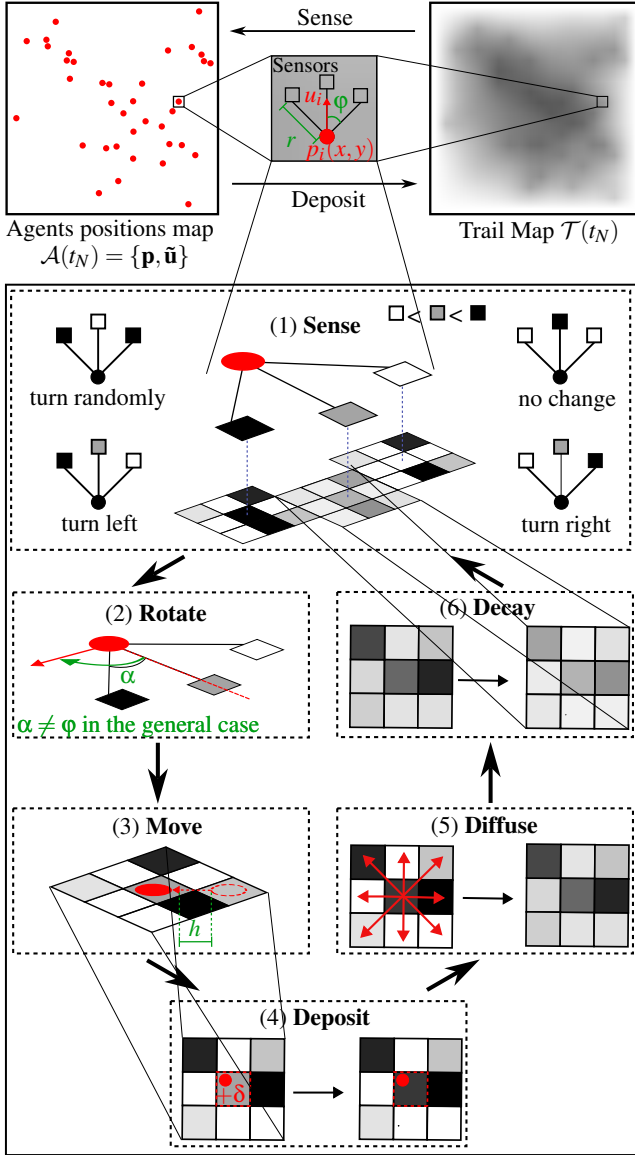 Sense
Sensors
u_i
φ
r
p_i(x, y)
Deposit
Agents positions map
𝒜(t_N) = {𝐩, 𝐮̃}
Trail Map 𝒯(t_N)
(1) Sense
< <
turn randomly
no change
turn left
turn right
(2) Rotate
α
α ≠ φ in the general case
(6) Decay
(3) Move
h
(5) Diffuse
(4) Deposit
+δ